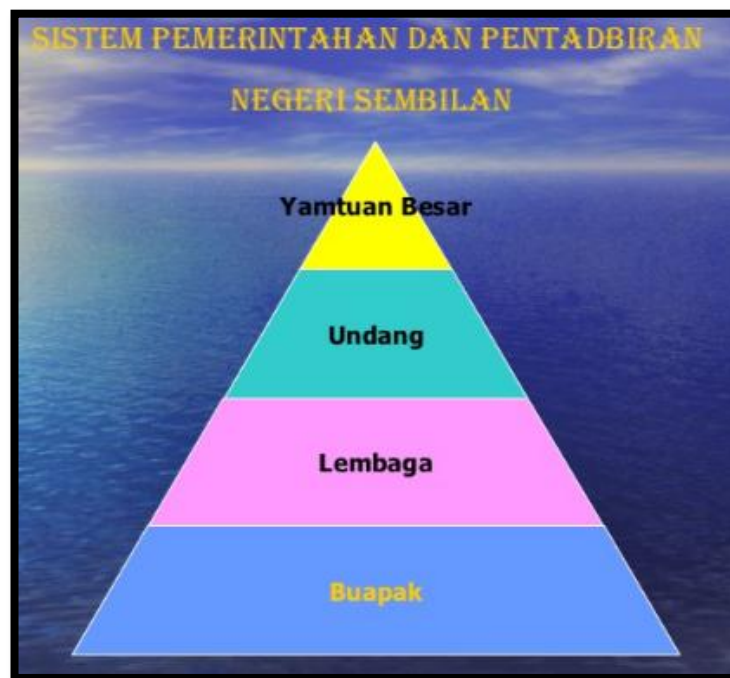 SISTEM PEMERINTAHAN DAN PENTADBIRAN
NEGERI SEMBILAN
Yamtuan Besar
Undang
Lembaga
Buapak